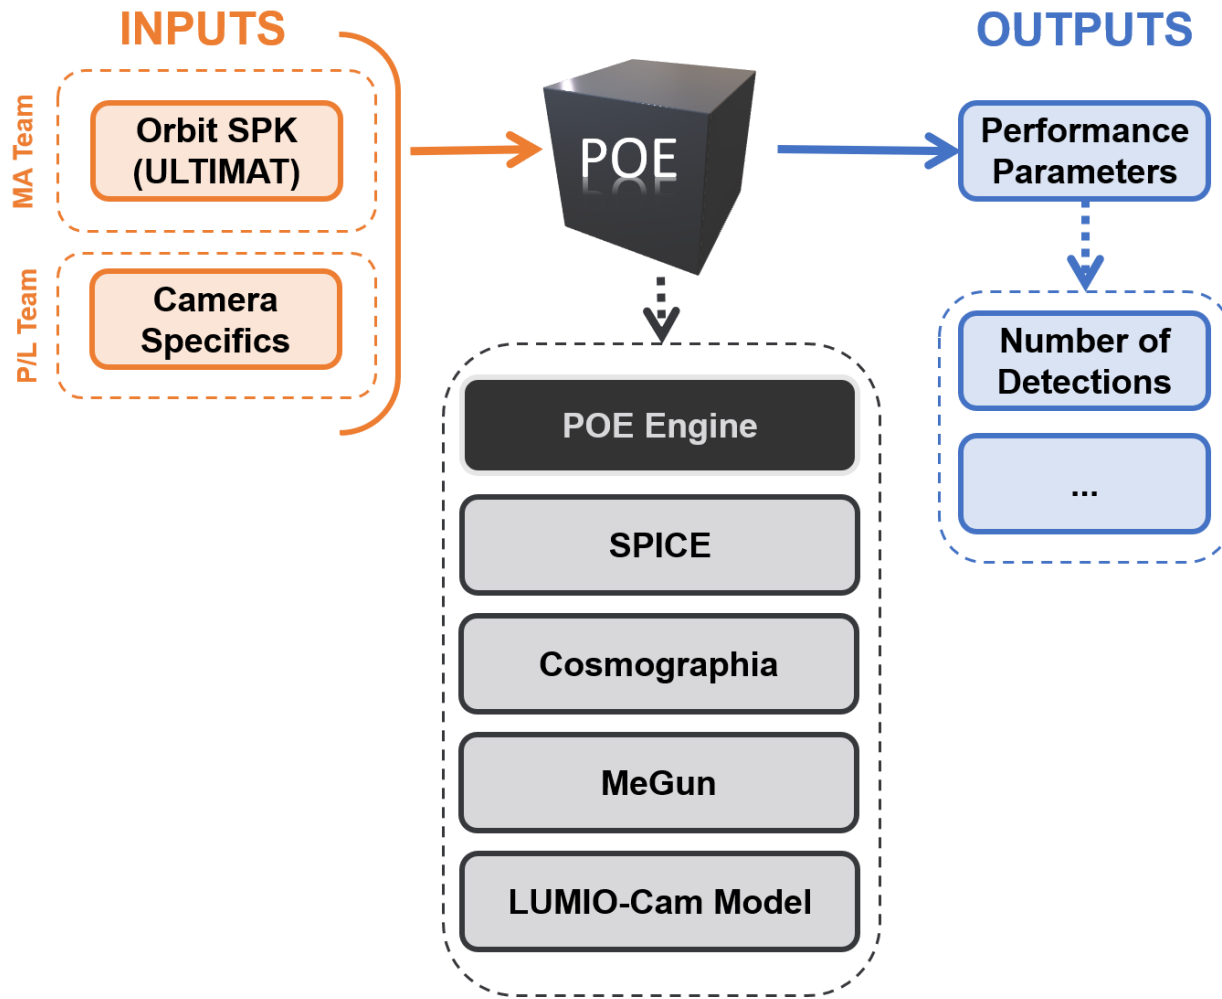 INPUTS
MA Team
Orbit SPK
(ULTIMAT)
P/L Team
Camera
Specifics
POE
POE Engine
SPICE
Cosmographia
MeGun
LUMIO-Cam Model
OUTPUTS
Performance
Parameters
Number of
Detections
...